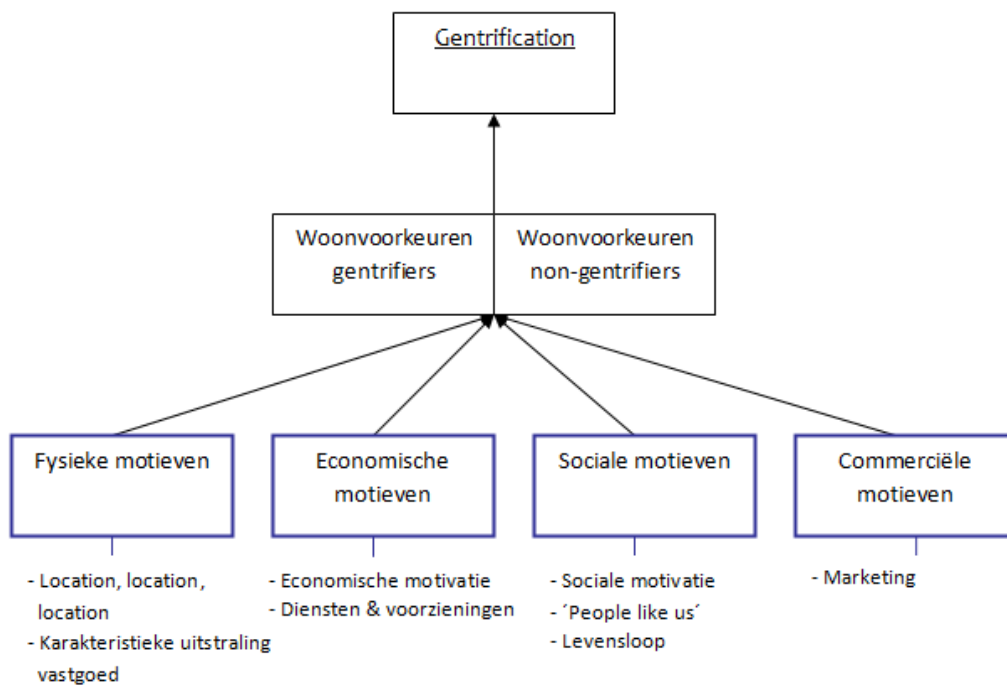 Gentrification
Woonvoorkeuren
gentrifiers
Woonvoorkeuren
non-gentrifiers
Fysieke motieven
Economische
motieven
Sociale motieven
Commerciële
motieven
- Location, location,
location
- Karakteristieke uitstraling
vastgoed
- Economische motivatie
- Diensten & voorzieningen
- Sociale motivatie
- ´People like us´
- Levensloop
- Marketing